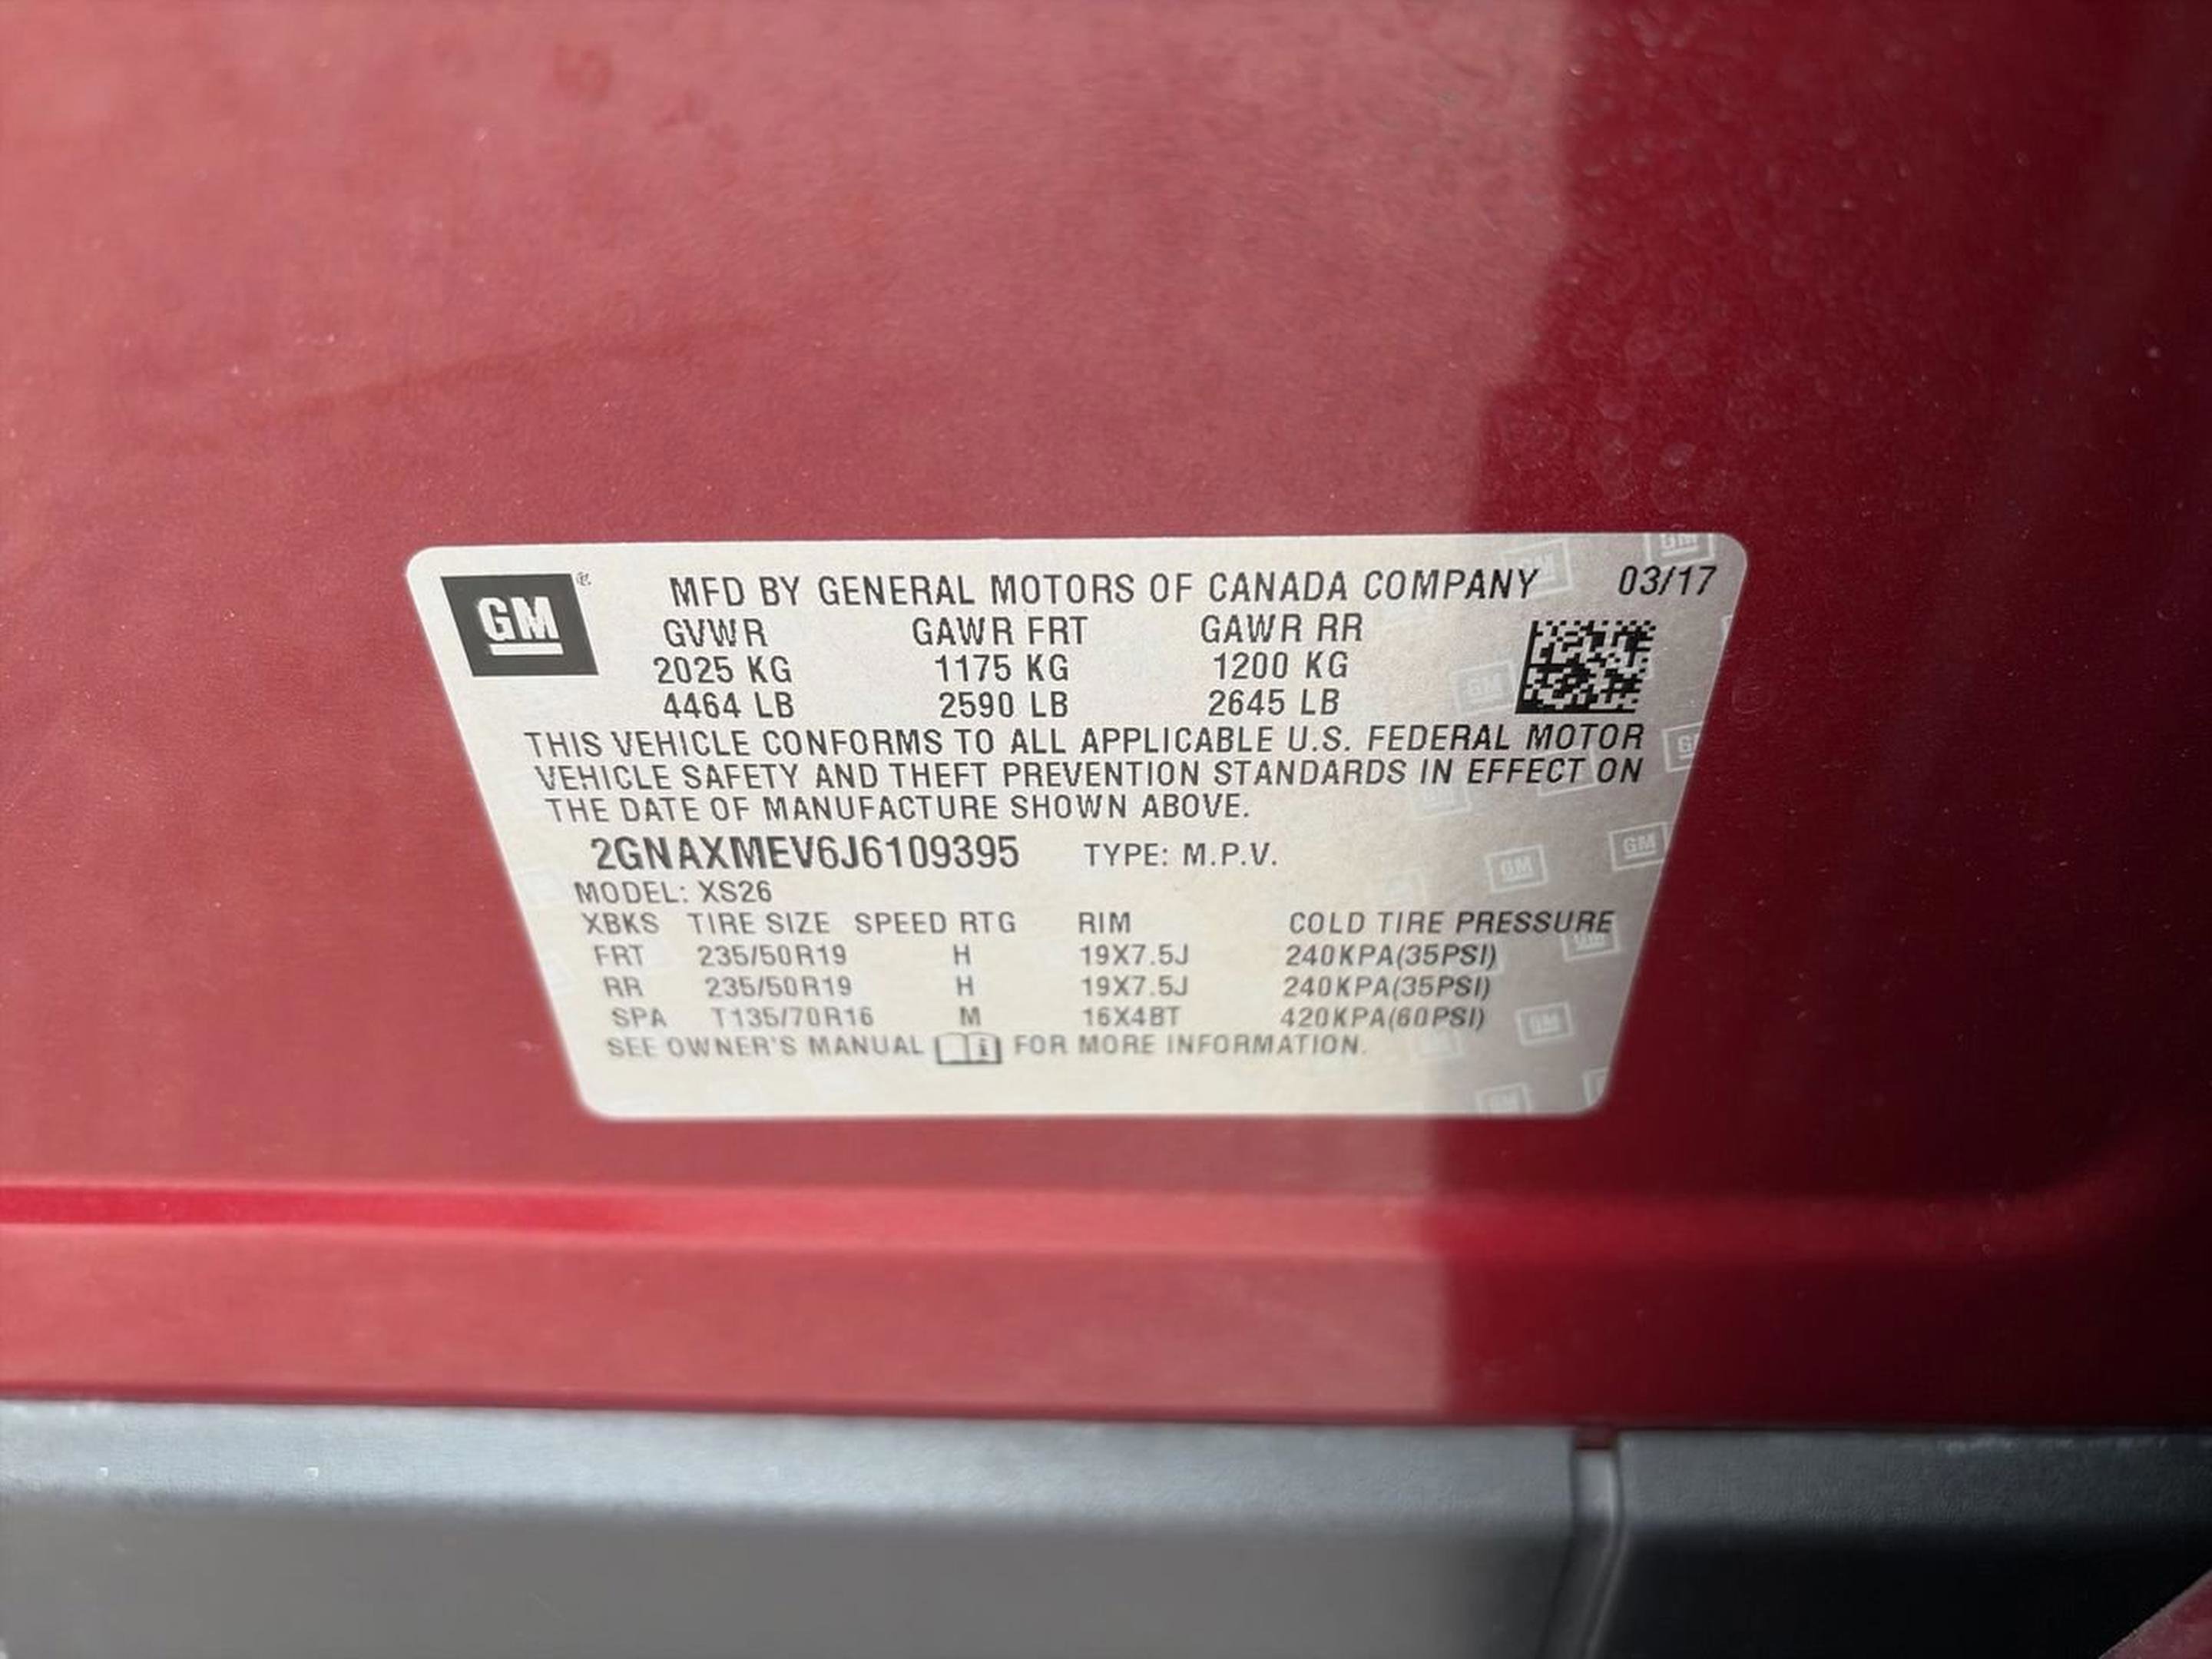 GM ® MFD BY GENERAL MOTORS OF CANADA COMPANY 03/17
GVWR GAWR FRT GAWR RR
2025 KG 1175 KG 1200 KG
4464 LB 2590 LB 2645 LB
THIS VEHICLE CONFORMS TO ALL APPLICABLE U.S. FEDERAL MOTOR
VEHICLE SAFETY AND THEFT PREVENTION STANDARDS IN EFFECT ON
THE DATE OF MANUFACTURE SHOWN ABOVE.
2GNAXMEV6J6109395 TYPE: M.P.V.
MODEL: XS26
XBKS TIRE SIZE SPEED RTG RIM COLD TIRE PRESSURE
FRT 235/50R19 H 19X7.5J 240KPA(35PSI)
RR 235/50R19 H 19X7.5J 240KPA(35PSI)
SPA T135/70R16 M 16X4BT 420KPA(60PSI)
SEE OWNER'S MANUAL FOR MORE INFORMATION.